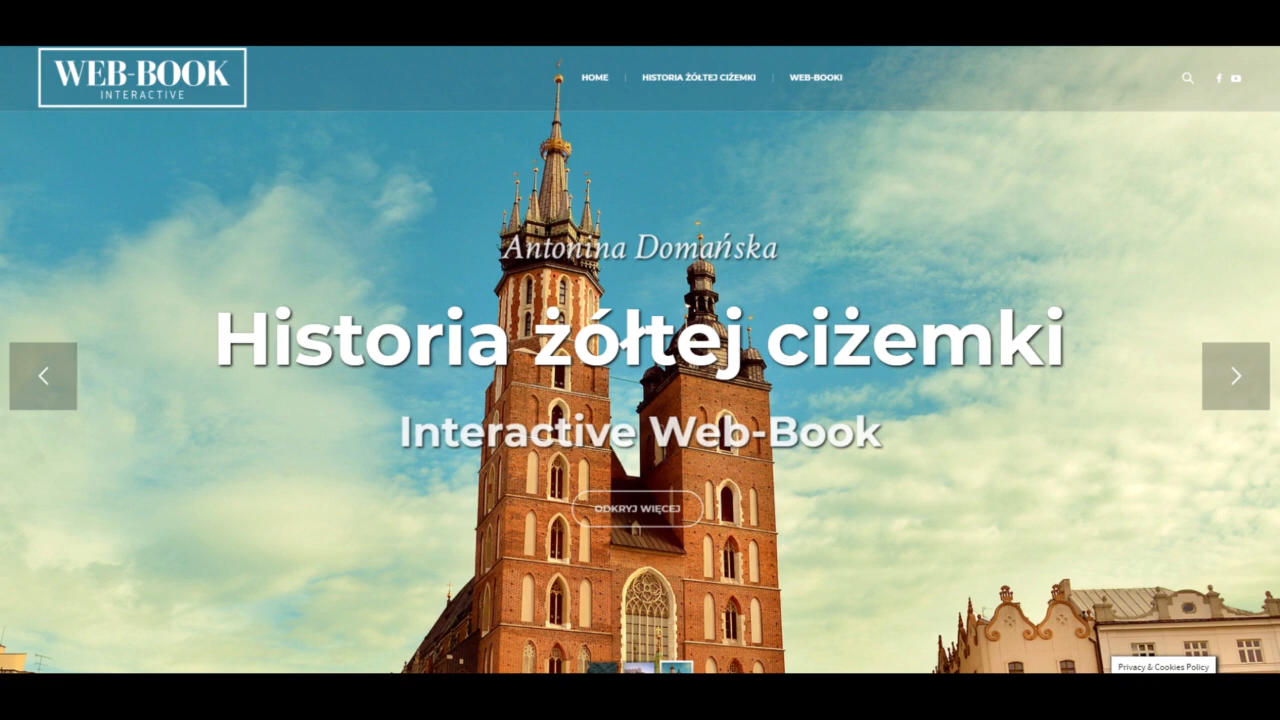 WEB-BOOK
INTERACTIVE
HOME
HISTORIA ŻÓŁTEJ CIŻEMKI
WEB-BOOKI
Antonina Domańska
Historia żółtej ciżemki
Interactive Web-Book
ODKRYJ WIĘCEJ
Privacy & Cookies Policy